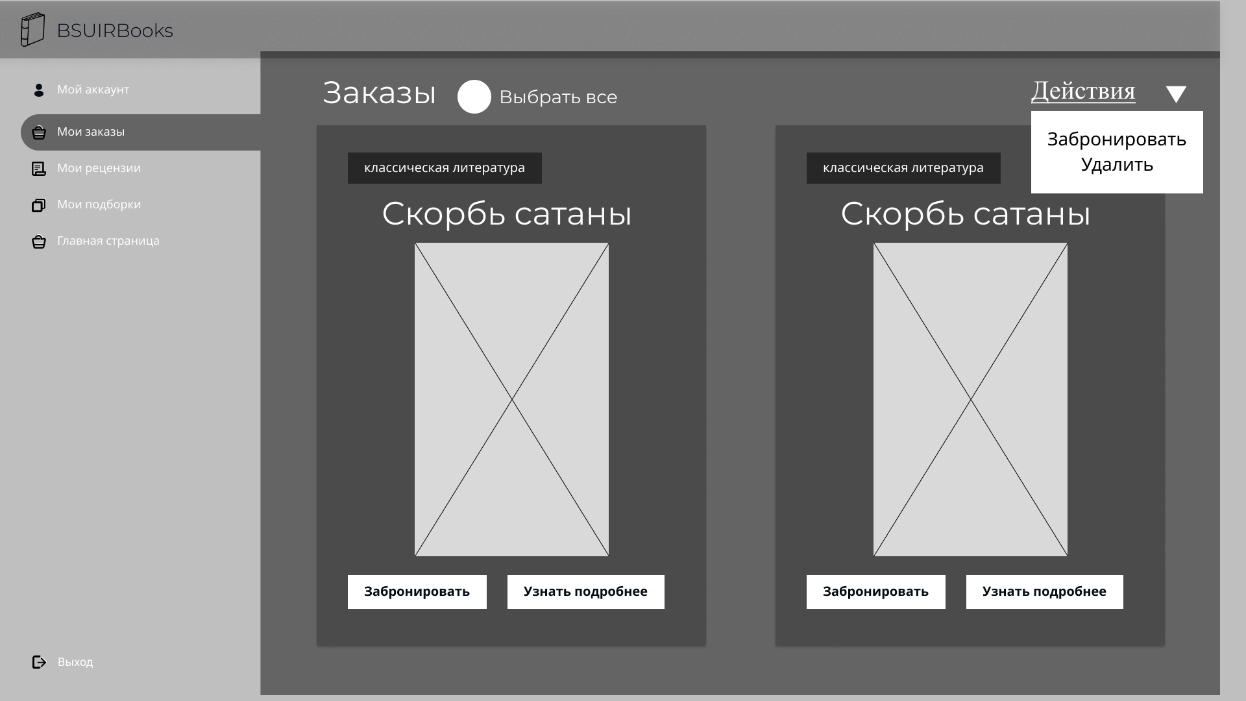 BSUIRBooks
Мой аккаунт
Мои заказы
Мои рецензии
Мои подборки
Главная страница
Выход
Заказы
Выбрать все
Действия
Забронировать
Удалить
классическая литература
Скорбь сатаны
Забронировать
Узнать подробнее
классическая литература
Скорбь сатаны
Забронировать
Узнать подробнее